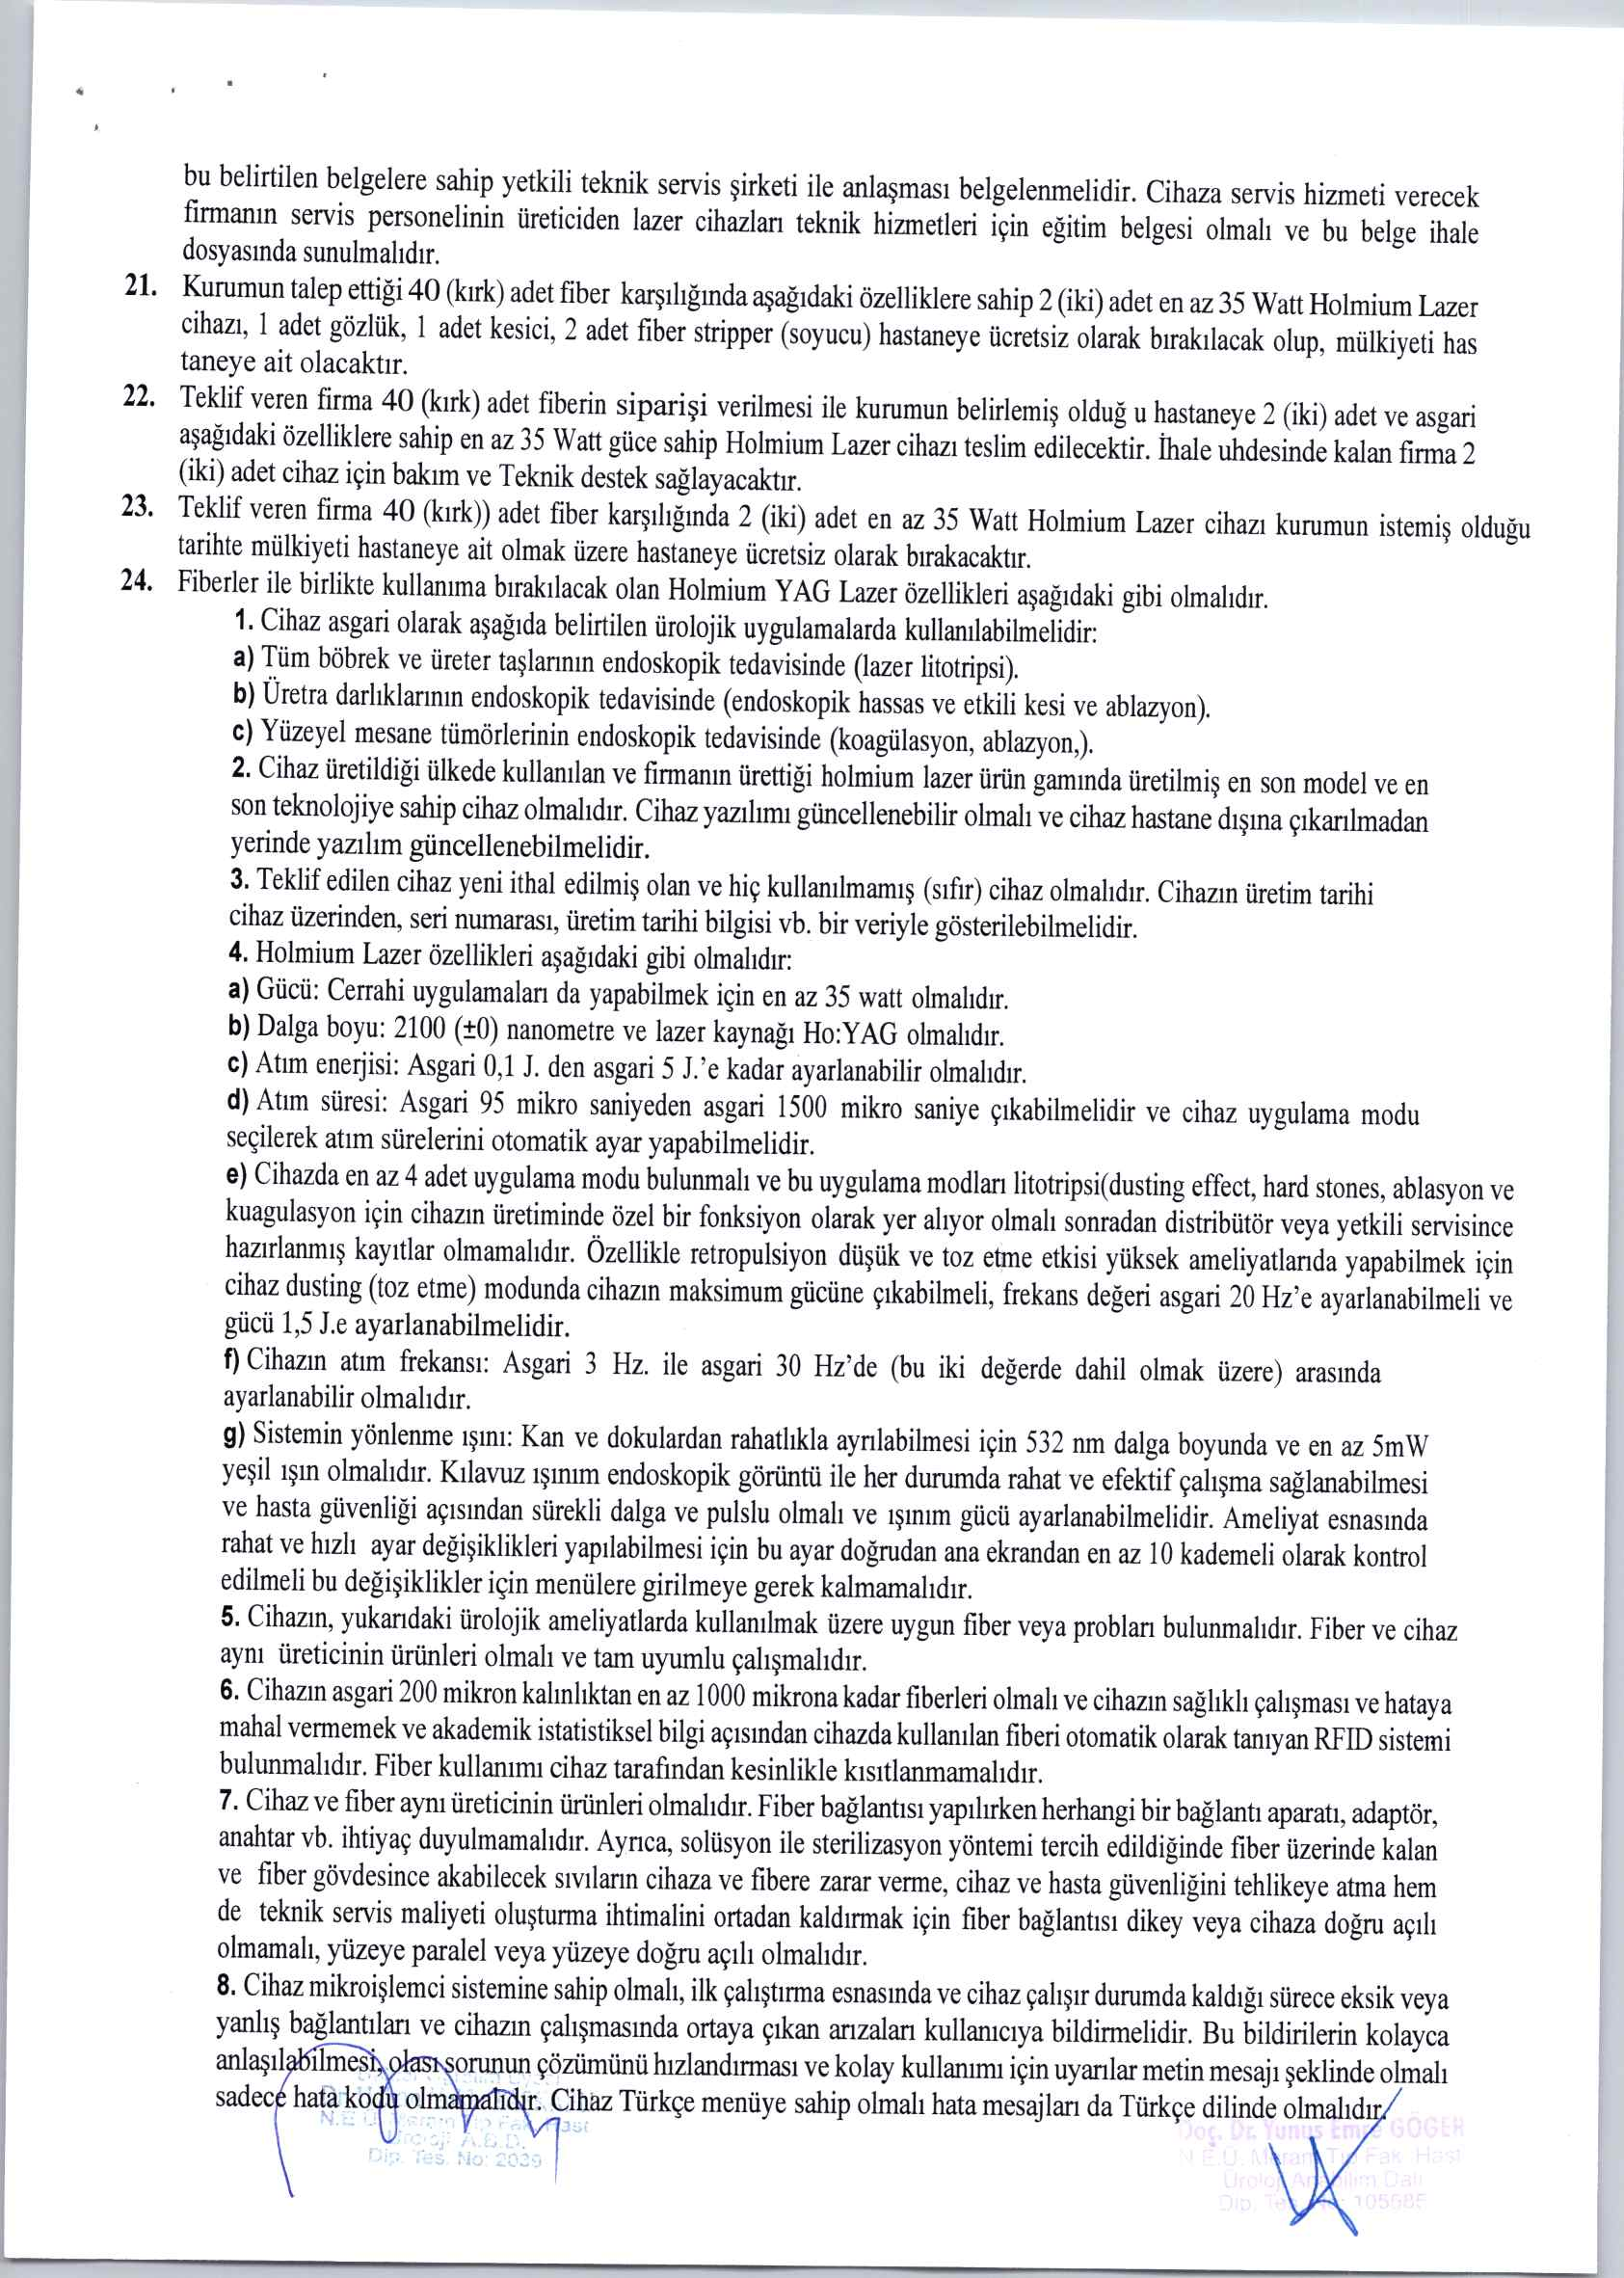 bu belirtilen belgelere sahip yetkili teknik servis şirketi ile anlaşması belgelenmelidir. Cihaza servis hizmeti verecek
firmanın servis personelinin üreticiden lazer cihazları teknik hizmetleri için eğitim belgesi olmalı ve bu belge ihale
dosyasında sunulmalıdır.
21. Kurumun talep ettiği 40 (kırk) adet fiber karşılığında aşağıdaki özelliklere sahip 2 (iki) adet en az 35 Watt Holmium Lazer
cihazı, 1 adet gözlük, 1 adet kesici, 2 adet fiber stripper (soyucu) hastaneye ücretsiz olarak bırakılacak olup, mülkiyeti has
taneye ait olacaktır.
22. Teklif veren firma 40 (kırk) adet fiberin siparişi verilmesi ile kurumun belirlemiş olduğ u hastaneye 2 (iki) adet ve asgari
aşağıdaki özelliklere sahip en az 35 Watt güce sahip Holmium Lazer cihazı teslim edilecektir. İhale uhdesinde kalan firma 2
(iki) adet cihaz için bakım ve Teknik destek sağlayacaktır.
23. Teklif veren firma 40 (kırk)) adet fiber karşılığında 2 (iki) adet en az 35 Watt Holmium Lazer cihazı kurumun istemiş olduğu
tarihte mülkiyeti hastaneye ait olmak üzere hastaneye ücretsiz olarak bırakacaktır.
24. Fiberler ile birlikte kullanıma bırakılacak olan Holmium YAG Lazer özellikleri aşağıdaki gibi olmalıdır.
1. Cihaz asgari olarak aşağıda belirtilen ürolojik uygulamalarda kullanılabilmelidir:
a) Tüm böbrek ve üreter taşlarının endoskopik tedavisinde (lazer litotripsi).
b) Üretra darlıklarının endoskopik tedavisinde (endoskopik hassas ve etkili kesi ve ablazyon).
c) Yüzeyel mesane tümörlerinin endoskopik tedavisinde (koagülasyon, ablazyon,).
2. Cihaz üretildiği ülkede kullanılan ve firmanın ürettiği holmium lazer ürün gamında üretilmiş en son model ve en
son teknolojiye sahip cihaz olmalıdır. Cihaz yazılımı güncellenebilir olmalı ve cihaz hastane dışına çıkarılmadan
yerinde yazılım güncellenebilmelidir.
3. Teklif edilen cihaz yeni ithal edilmiş olan ve hiç kullanılmamış (sıfır) cihaz olmalıdır. Cihazın üretim tarihi
cihaz üzerinden, seri numarası, üretim tarihi bilgisi vb. bir veriyle gösterilebilmelidir.
4. Holmium Lazer özellikleri aşağıdaki gibi olmalıdır:
a) Gücü: Cerrahi uygulamaları da yapabilmek için en az 35 watt olmalıdır.
b) Dalga boyu: 2100 (±0) nanometre ve lazer kaynağı Ho:YAG olmalıdır.
c) Atım enerjisi: Asgari 0,1 J. den asgari 5 J.’e kadar ayarlanabilir olmalıdır.
d) Atım süresi: Asgari 95 mikro saniyeden asgari 1500 mikro saniye çıkabilmelidir ve cihaz uygulama modu
seçilerek atım sürelerini otomatik ayar yapabilmelidir.
e) Cihazda en az 4 adet uygulama modu bulunmalı ve bu uygulama modları litotripsi(dusting effect, hard stones, ablasyon ve
kuagulasyon için cihazın üretiminde özel bir fonksiyon olarak yer alıyor olmalı sonradan distribütör veya yetkili servisince
hazırlanmış kayıtlar olmamalıdır. Özellikle retropulsiyon düşük ve toz etme etkisi yüksek ameliyatlarıda yapabilmek için
cihaz dusting (toz etme) modunda cihazın maksimum gücüne çıkabilmeli, frekans değeri asgari 20 Hz’e ayarlanabilmeli ve
gücü 1,5 J.e ayarlanabilmelidir.
f) Cihazın atım frekansı: Asgari 3 Hz. ile asgari 30 Hz’de (bu iki değerde dahil olmak üzere) arasında
ayarlanabilir olmalıdır.
g) Sistemin yönlenme ışını: Kan ve dokulardan rahatlıkla ayrılabilmesi için 532 nm dalga boyunda ve en az 5mW
yeşil ışın olmalıdır. Kılavuz ışınım endoskopik görüntü ile her durumda rahat ve efektif çalışma sağlanabilmesi
ve hasta güvenliği açısından sürekli dalga ve pulslu olmalı ve ışınım gücü ayarlanabilmelidir. Ameliyat esnasında
rahat ve hızlı ayar değişiklikleri yapılabilmesi için bu ayar doğrudan ana ekrandan en az 10 kademeli olarak kontrol
edilmeli bu değişiklikler için menülere girilmeye gerek kalmamalıdır.
5. Cihazın, yukarıdaki ürolojik ameliyatlarda kullanılmak üzere uygun fiber veya probları bulunmalıdır. Fiber ve cihaz
aynı üreticinin ürünleri olmalı ve tam uyumlu çalışmalıdır.
6. Cihazın asgari 200 mikron kalınlıktan en az 1000 mikrona kadar fiberleri olmalı ve cihazın sağlıklı çalışması ve hataya
mahal vermemek ve akademik istatistiksel bilgi açısından cihazda kullanılan fiberi otomatik olarak tanıyan RFID sistemi
bulunmalıdır. Fiber kullanımı cihaz tarafından kesinlikle kısıtlanmamalıdır.
7. Cihaz ve fiber aynı üreticinin ürünleri olmalıdır. Fiber bağlantısı yapılırken herhangi bir bağlantı aparatı, adaptör,
anahtar vb. ihtiyaç duyulmamalıdır. Ayrıca, solüsyon ile sterilizasyon yöntemi tercih edildiğinde fiber üzerinde kalan
ve fiber gövdesince akabilecek sıvıların cihaza ve fibere zarar verme, cihaz ve hasta güvenliğini tehlikeye atma hem
de teknik servis maliyeti oluşturma ihtimalini ortadan kaldırmak için fiber bağlantısı dikey veya cihaza doğru açılı
olmamalı, yüzeye paralel veya yüzeye doğru açılı olmalıdır.
8. Cihaz mikroişlemci sistemine sahip olmalı, ilk çalıştırma esnasında ve cihaz çalışır durumda kaldığı sürece eksik veya
yanlış bağlantıları ve cihazın çalışmasında ortaya çıkan arızaları kullanıcıya bildirmelidir. Bu bildirilerin kolayca
anlaşılabilmesi, olası sorunun çözümünü hızlandırması ve kolay kullanımı için uyarılar metin mesajı şeklinde olmalı
sadece hata kodu olmamalıdır. Cihaz Türkçe menüye sahip olmalı hata mesajları da Türkçe dilinde olmalıdır.
N.E.Ü. Meram Tıp Fak. Hast
Üroloji A.B.D.
Dip. Tes. No: 2039
Doç. Dr. Yunus Emre GÖGER
N.E.Ü. Meram Tıp Fak. Hast
Üroloji Anabilim Dalı
Dip. Tes. 105585